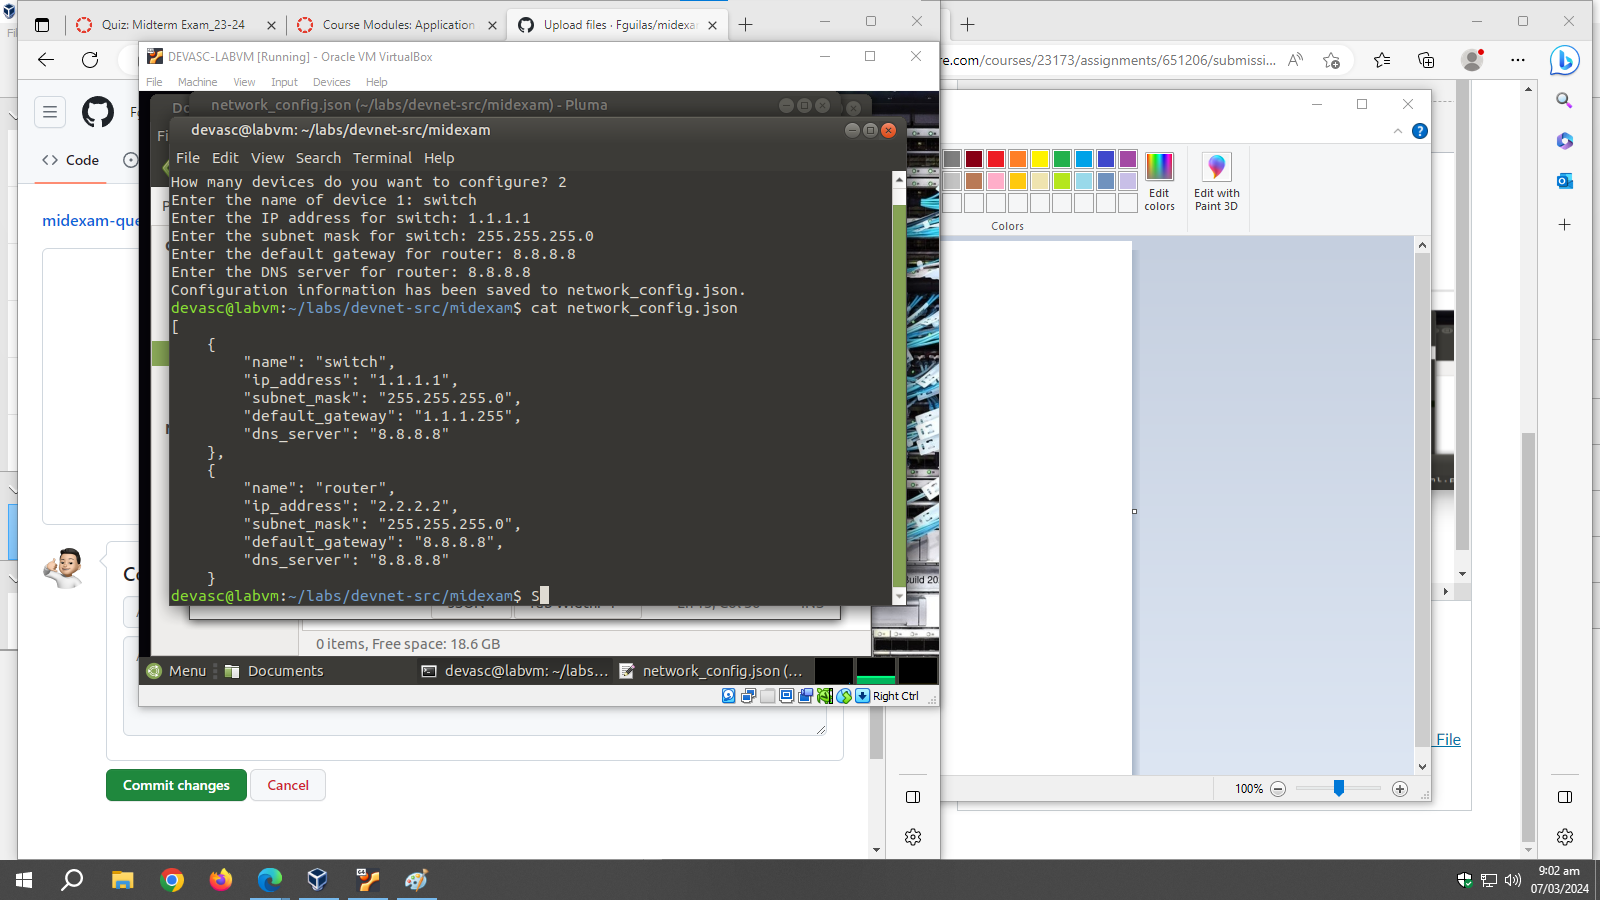 Quiz: Midterm Exam_23-24
Course Modules: Application
Upload files · Fguilas/midexa
re.com/courses/23173/assignments/651206/submissi...
DEVASC-LABVM [Running] - Oracle VM VirtualBox
File Machine View Input Devices Help
network_config.json (~/labs/devnet-src/midexam) - Pluma
devasc@labvm: ~/labs/devnet-src/midexam
File Edit View Search Terminal Help
How many devices do you want to configure? 2
Enter the name of device 1: switch
Enter the IP address for switch: 1.1.1.1
Enter the subnet mask for switch: 255.255.255.0
Enter the default gateway for router: 8.8.8.8
Enter the DNS server for router: 8.8.8.8
Configuration information has been saved to network_config.json.
devasc@labvm:~/labs/devnet-src/midexam$ cat network_config.json
[
{
"name": "switch",
"ip_address": "1.1.1.1",
"subnet_mask": "255.255.255.0",
"default_gateway": "1.1.1.255",
"dns_server": "8.8.8.8"
},
{
"name": "router",
"ip_address": "2.2.2.2",
"subnet_mask": "255.255.255.0",
"default_gateway": "8.8.8.8",
"dns_server": "8.8.8.8"
}
devasc@labvm:~/labs/devnet-src/midexam$ S
0 items, Free space: 18.6 GB
Menu
Documents
devasc@labvm: ~/labs...
network_config.json (...
Right Ctrl
Code
midexam-que
Commit changes
Cancel
Edit colors
Edit with Paint 3D
Colors
100%
File
9:02 am
07/03/2024